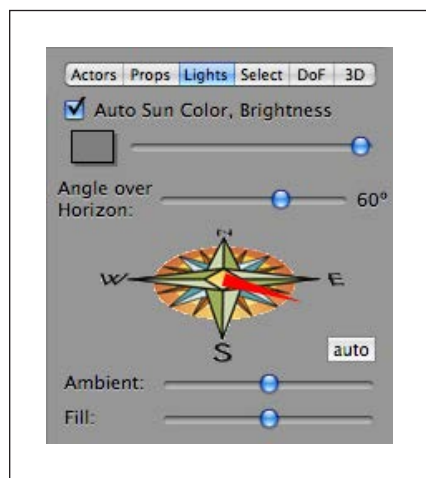 Actors Props Lights Select DoF 3D
Auto Sun Color, Brightness
Angle over
Horizon: 60º
N
W E
S
auto
Ambient:
Fill: